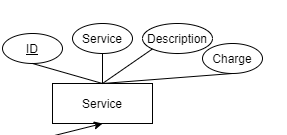 ID
Service
Description
Charge
Service